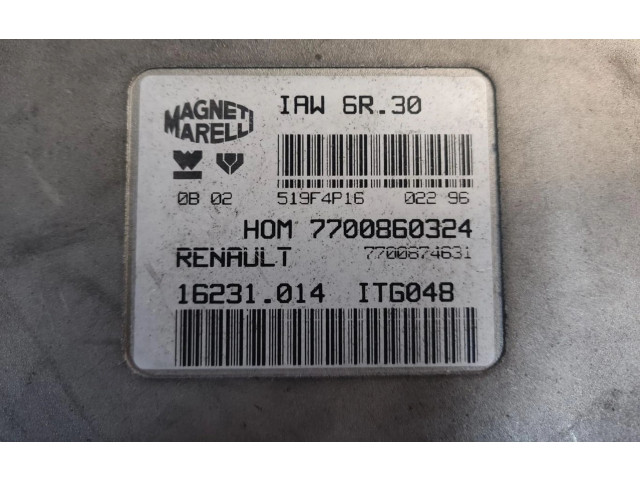 MAGNETI
MARELLI
IAW 6R.30
0B 02 519F4P16 022 96
HOM 7700860324
RENAULT 7700874631
16231.014 ITG048